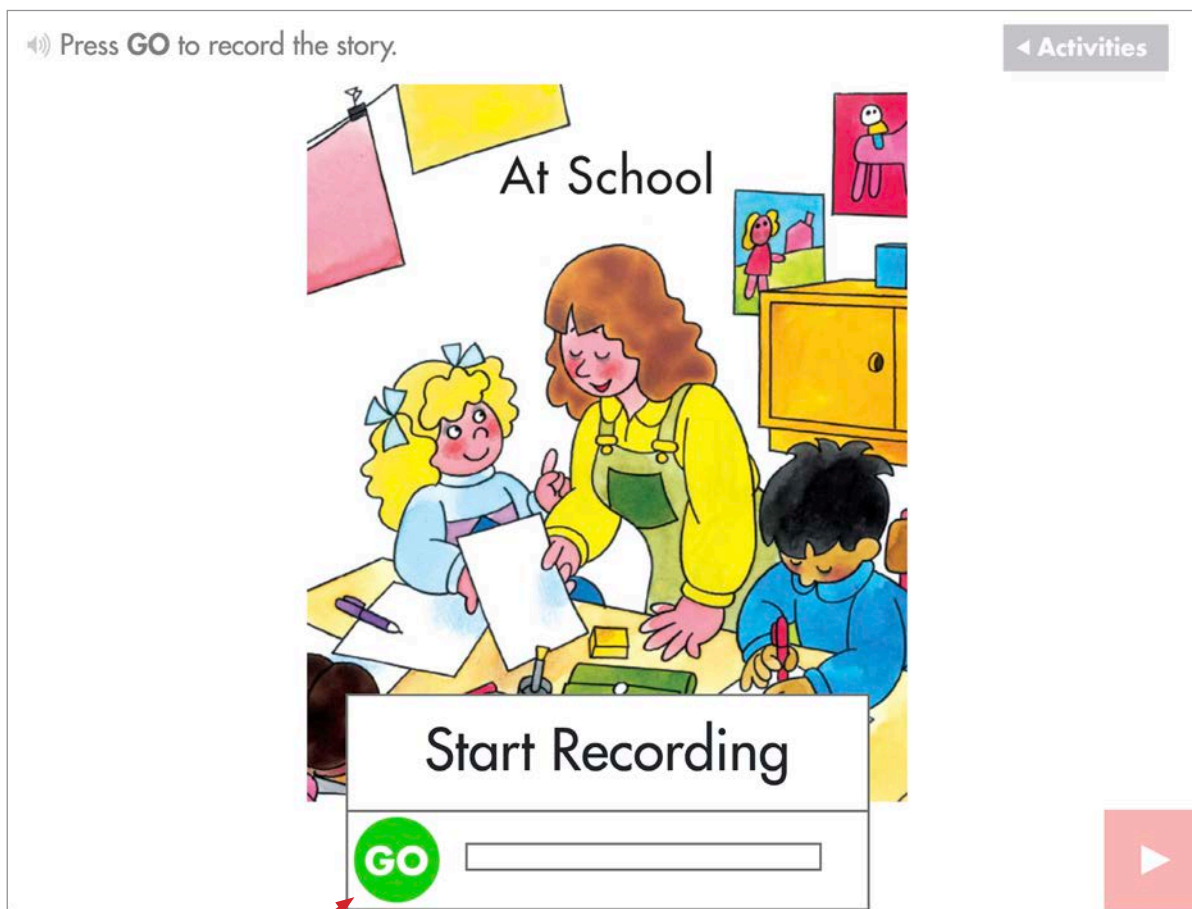 Press GO to record the story.
Activities
At School
Start Recording
GO